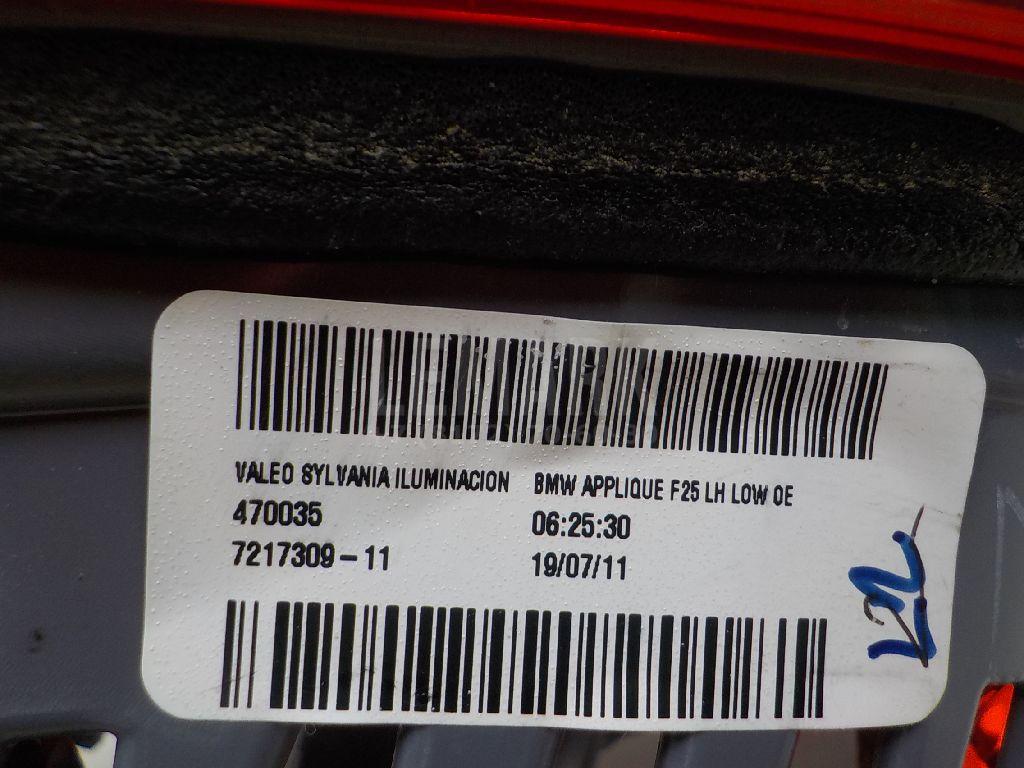 VALEO SYLVANIA ILUMINACION BMW APPLIQUE F25 LH LOW OE
470035 06:25:30
7217309-11 19/07/11